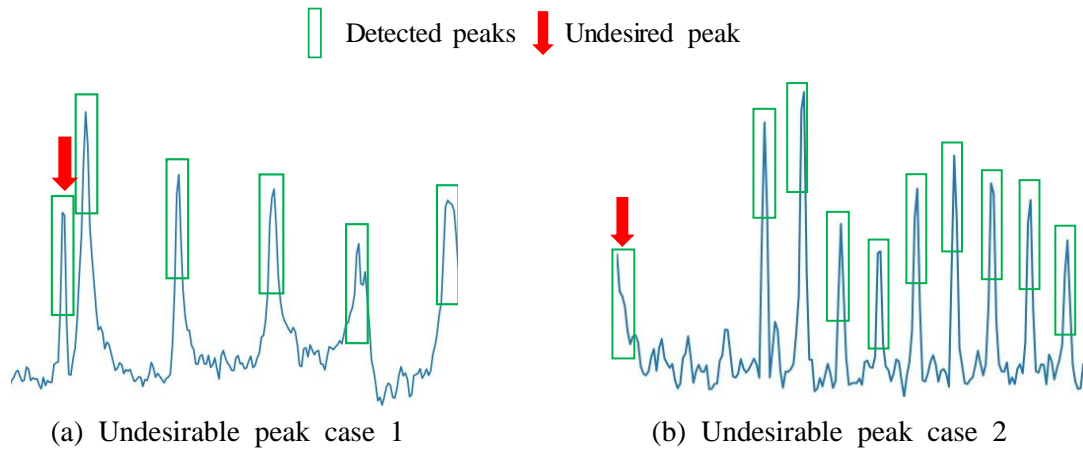 Detected peaks Undesired peak
(a) Undesirable peak case 1
(b) Undesirable peak case 2